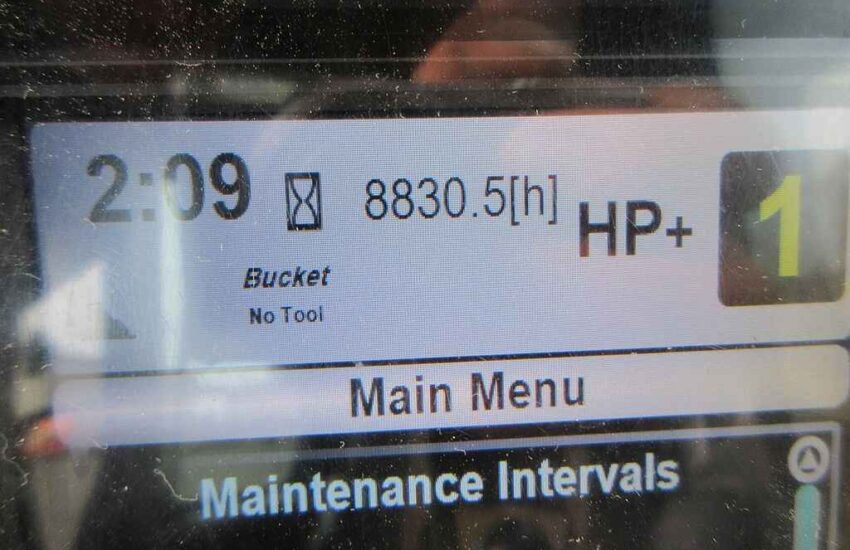 2:09 8830.5[h] HP+ 1
Bucket
No Tool
Main Menu
Maintenance Intervals